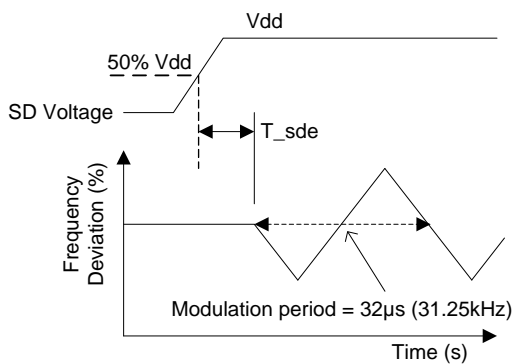 Vdd
50% Vdd
SD Voltage
T_sde
Frequency
Deviation (%)
Modulation period = 32µs (31.25kHz)
Time (s)